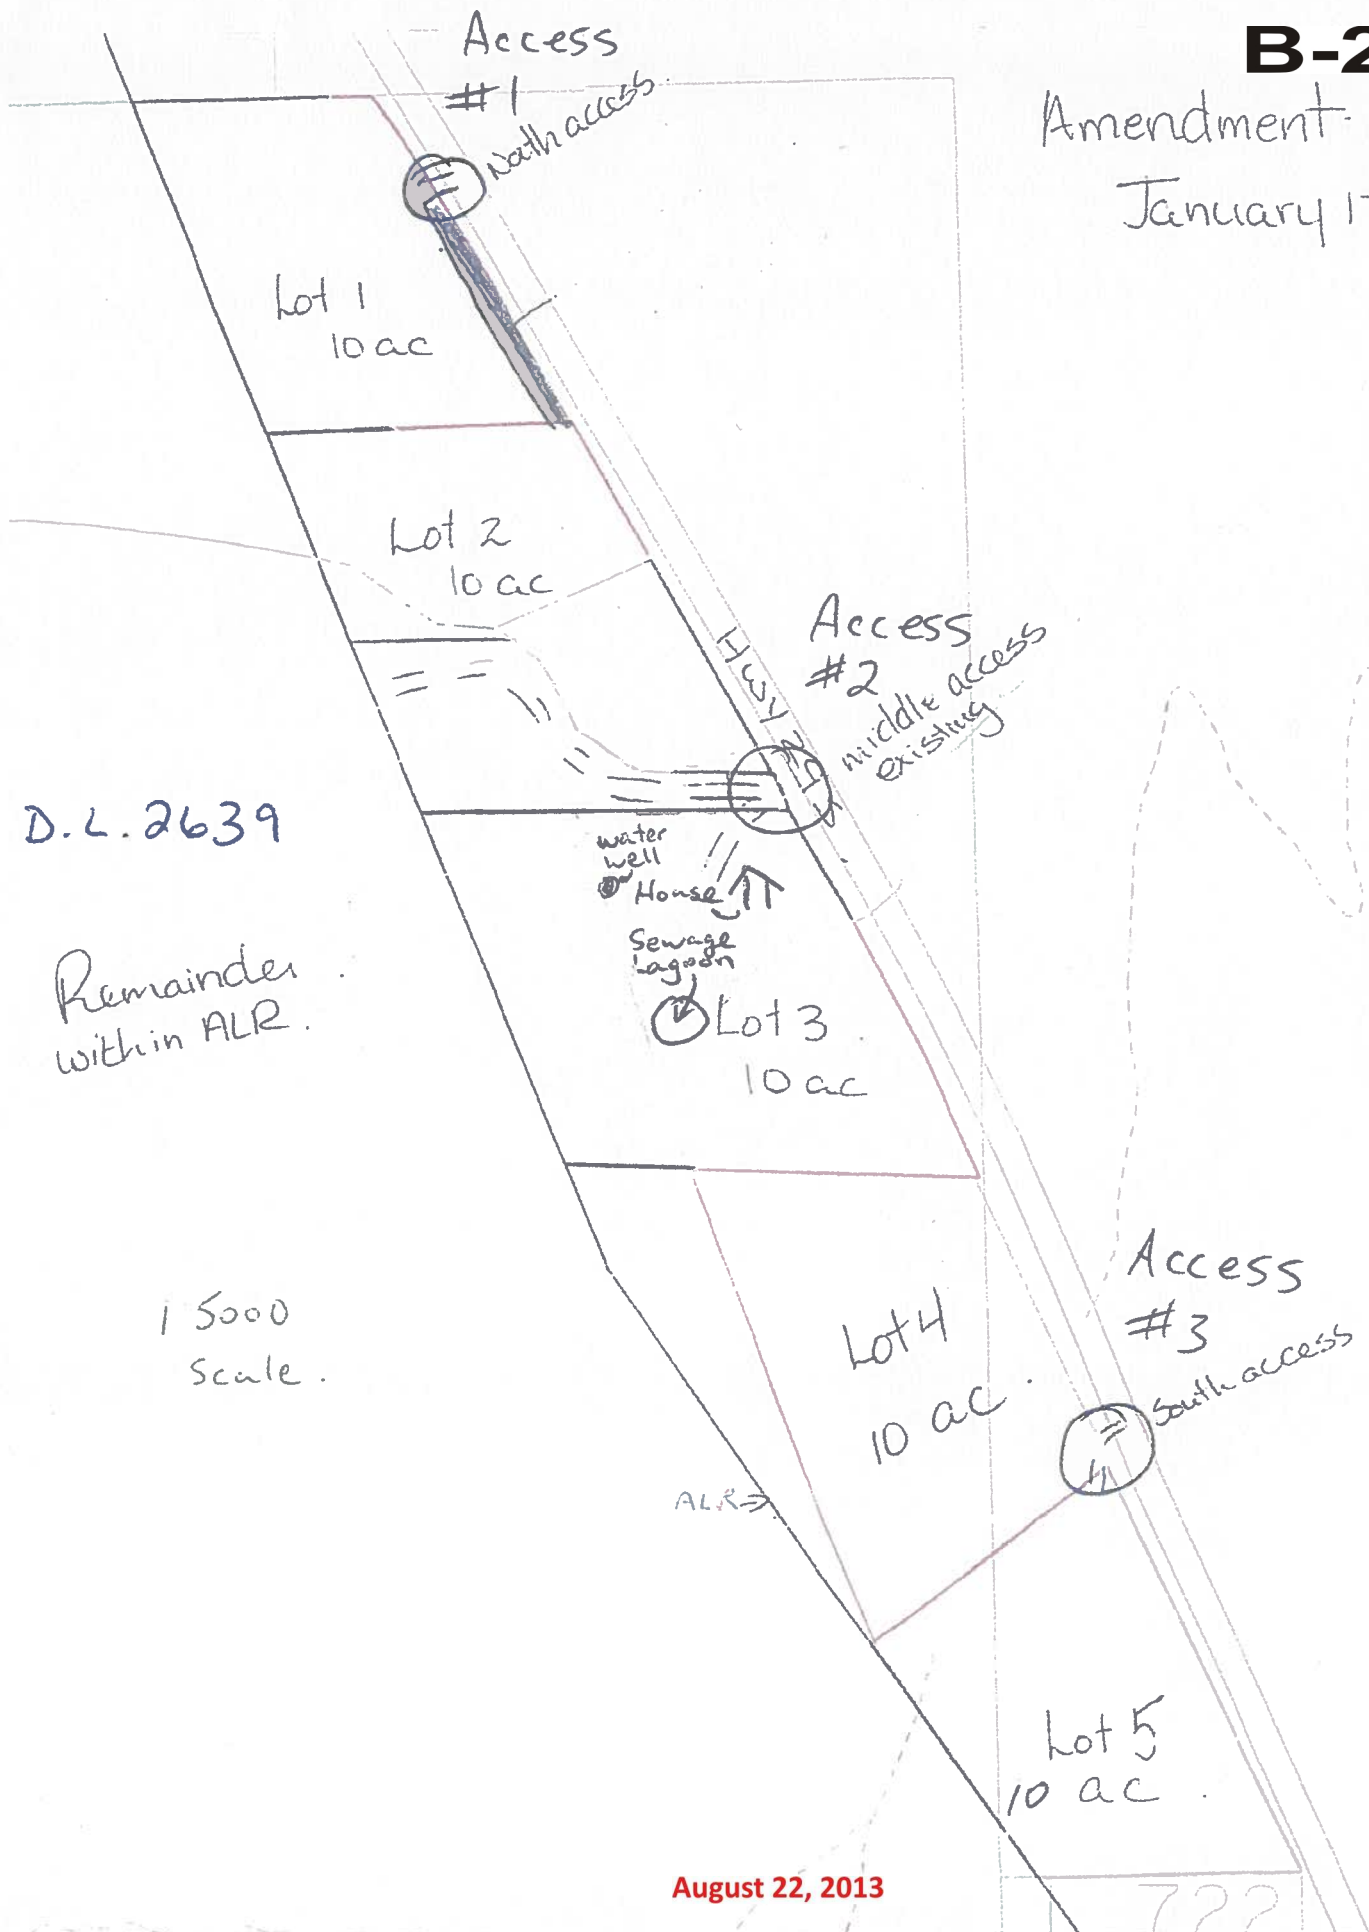 Access
#1
North access
B-2
Amendment-
January 1
Lot 1
10 ac
Lot 2
10 ac
Access
#2
middle access
existing
Hwy
D.L. 2639
water
well
House
Sewage
Lagoon
Lot 3
10 ac
Remainder
within ALR.
1 5000
Scale.
Access
#3
South access
Lot 4
10 ac
ALR
Lot 5
10 ac
August 22, 2013
722